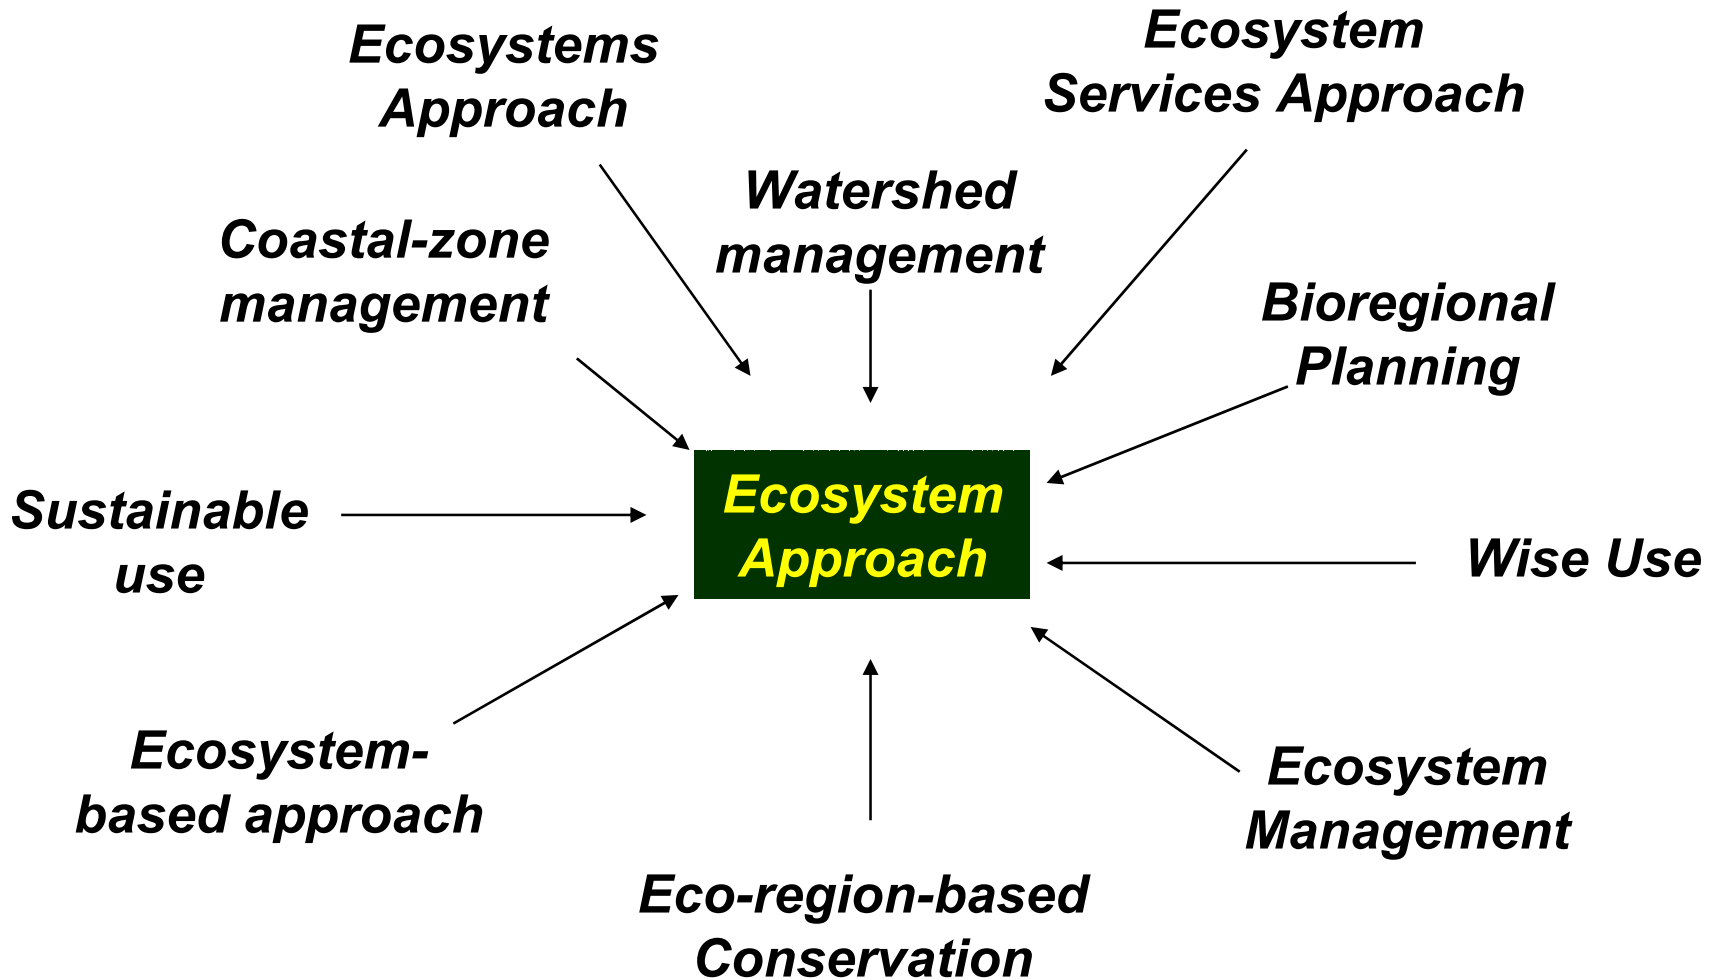 Ecosystems
Approach
Ecosystem
Services Approach
Watershed
management
Coastal-zone
management
Bioregional
Planning
Sustainable
use
Ecosystem
Approach
Wise Use
Ecosystem-
based approach
Ecosystem
Management
Eco-region-based
Conservation